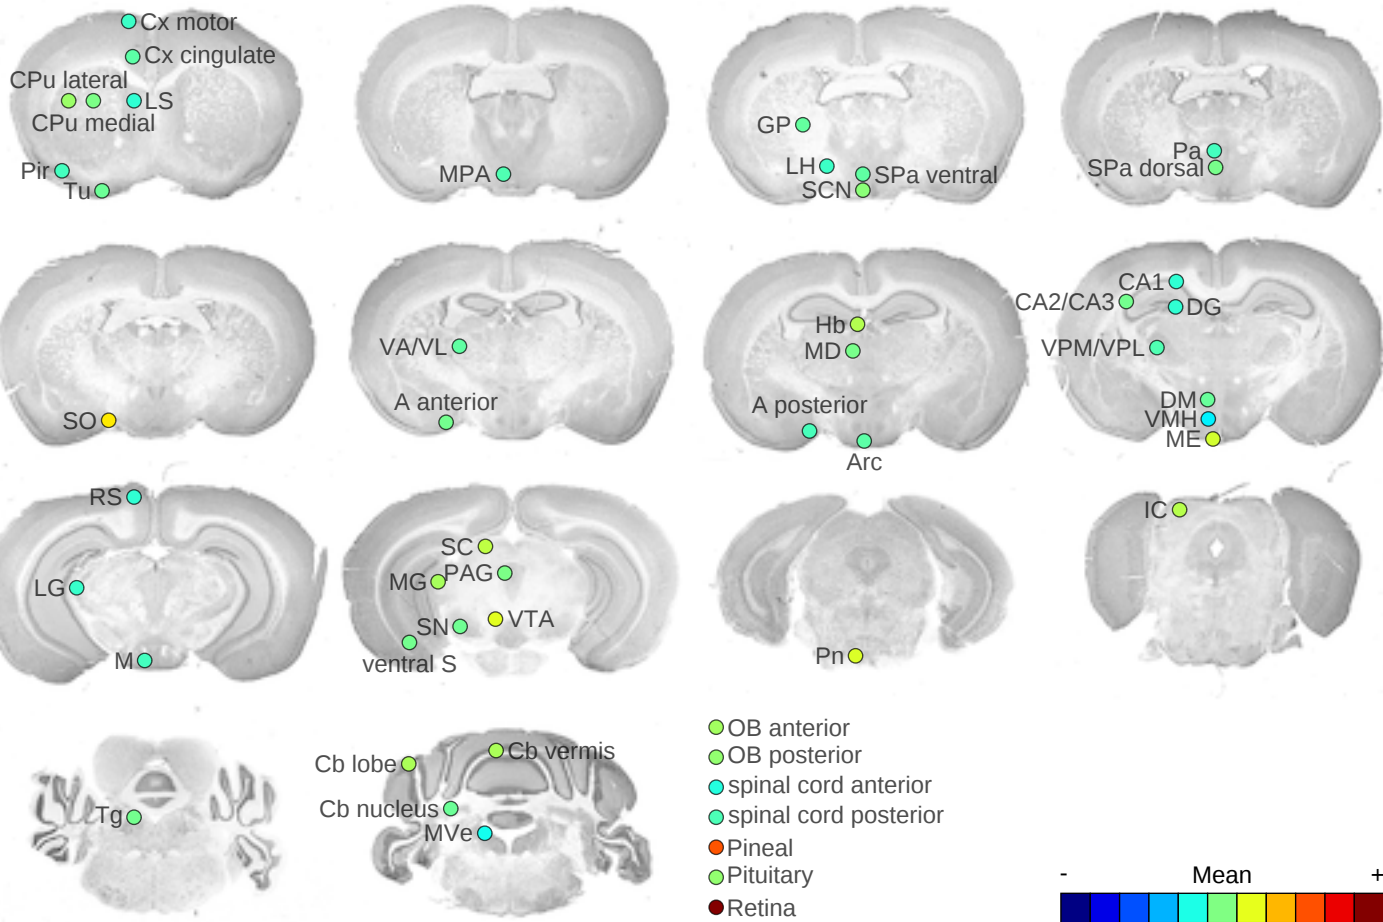 Cx motor
Cx cingulate
CPu lateral
LS
CPu medial
Pir
Tu
MPA
GP
LH
SPa ventral
SCN
Pa
SPa dorsal
SO
VA/VL
A anterior
Hb
MD
A posterior
Arc
CA1
CA2/CA3
DG
VPM/VPL
DM
VMH
ME
RS
LG
M
SC
PAG
MG
VTA
SN
ventral S
Pn
IC
Tg
Cb vermis
Cb lobe
Cb nucleus
MVe
OB anterior
OB posterior
spinal cord anterior
spinal cord posterior
Pineal
Pituitary
Retina
- Mean +